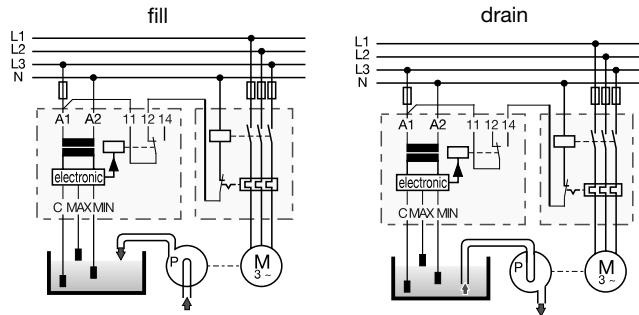 fill
L1
L2
L3
N
A1 A2 11 12 14
electronic
C MAX MIN
P
M
3 ~
drain
L1
L2
L3
N
A1 A2 11 12 14
electronic
C MAX MIN
P
M
3 ~